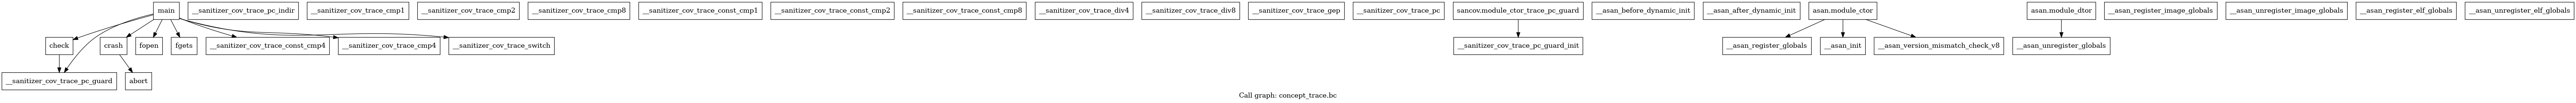 main
__sanitizer_cov_trace_pc_indir
__sanitizer_cov_trace_cmp1
__sanitizer_cov_trace_cmp2
__sanitizer_cov_trace_cmp8
__sanitizer_cov_trace_const_cmp1
__sanitizer_cov_trace_const_cmp2
__sanitizer_cov_trace_const_cmp8
__sanitizer_cov_trace_div4
__sanitizer_cov_trace_div8
__sanitizer_cov_trace_gep
__sanitizer_cov_trace_pc
sancov.module_ctor_trace_pc_guard
__asan_before_dynamic_init
__asan_after_dynamic_init
asan.module_ctor
asan.module_dtor
__asan_register_image_globals
__asan_unregister_image_globals
__asan_register_elf_globals
__asan_unregister_elf_globals
check
crash
fopen
fgets
__sanitizer_cov_trace_const_cmp4
__sanitizer_cov_trace_cmp4
__sanitizer_cov_trace_switch
__sanitizer_cov_trace_pc_guard_init
__asan_register_globals
__asan_init
__asan_version_mismatch_check_v8
__asan_unregister_globals
__sanitizer_cov_trace_pc_guard
abort
Call graph: concept_trace.bc